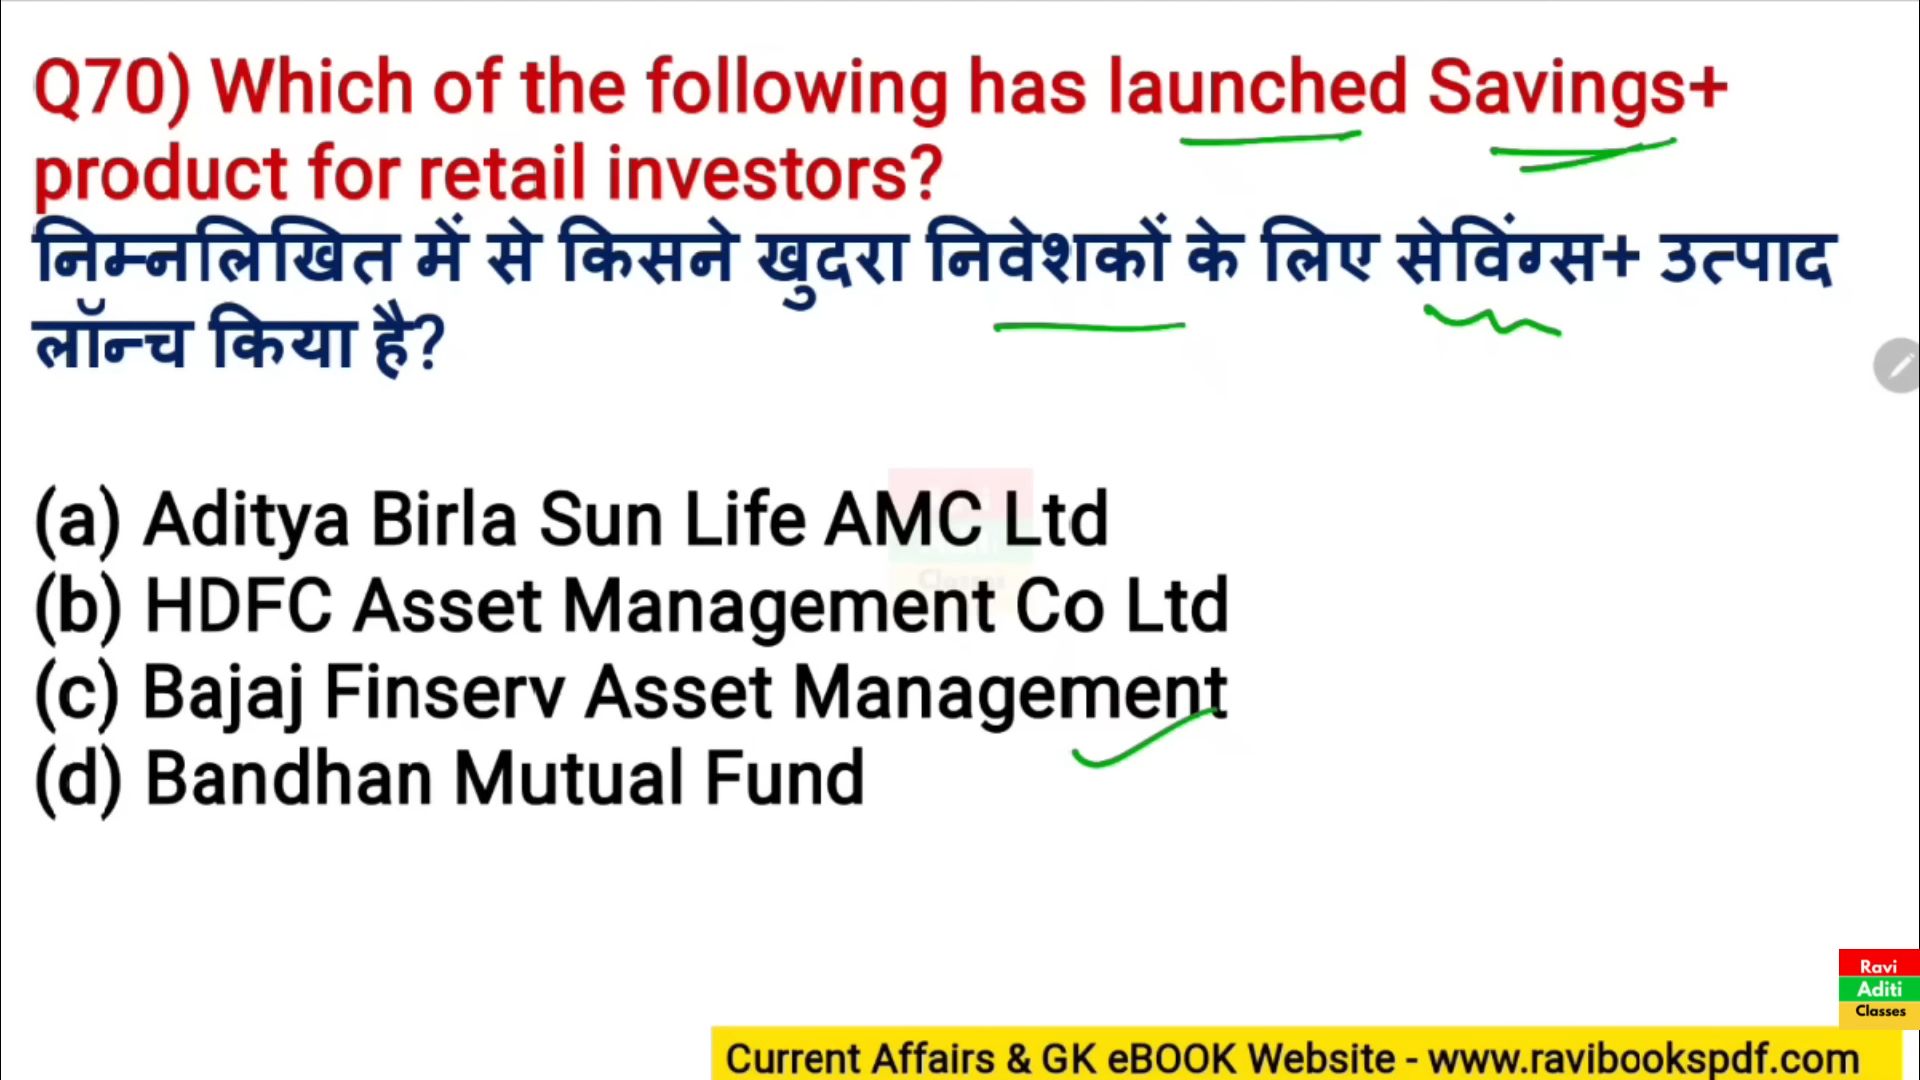 Q70) Which of the following has launched Savings+
product for retail investors?
निम्नलिखित में से किसने खुदरा निवेशकों के लिए सेविंग्स+ उत्पाद
लॉन्च किया है?
(a) Aditya Birla Sun Life AMC Ltd
(b) HDFC Asset Management Co Ltd
(c) Bajaj Finserv Asset Management
(d) Bandhan Mutual Fund
Classes
Ravi
Aditi
Classes
Current Affairs & GK eBOOK Website - www.ravibookspdf.com